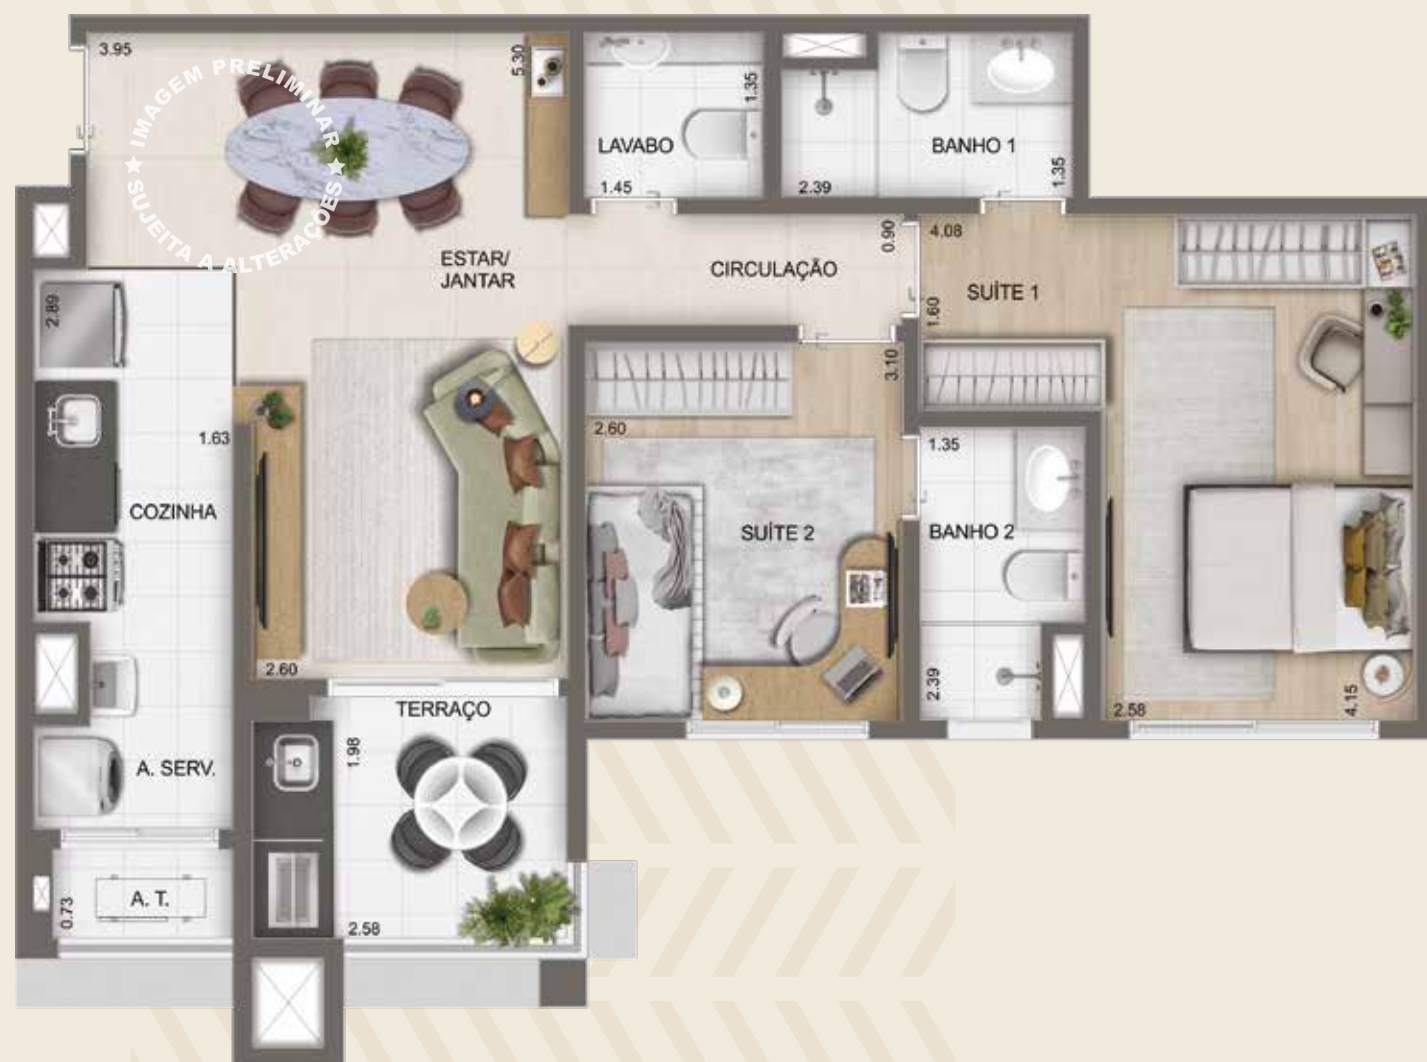 3.95
IMAGEM PRELIMINAR
SUJEITA A ALTERAÇÕES
5.30
LAVABO
1.35
1.45
BANHO 1
2.39
1.35
ESTAR/
JANTAR
CIRCULAÇÃO
0.90
4.08
SUÍTE 1
1.60
2.89
3.10
2.60
1.63
1.35
COZINHA
SUÍTE 2
BANHO 2
2.60
2.39
2.58
4.15
TERRAÇO
1.98
A. SERV.
A. T.
0.73
2.58